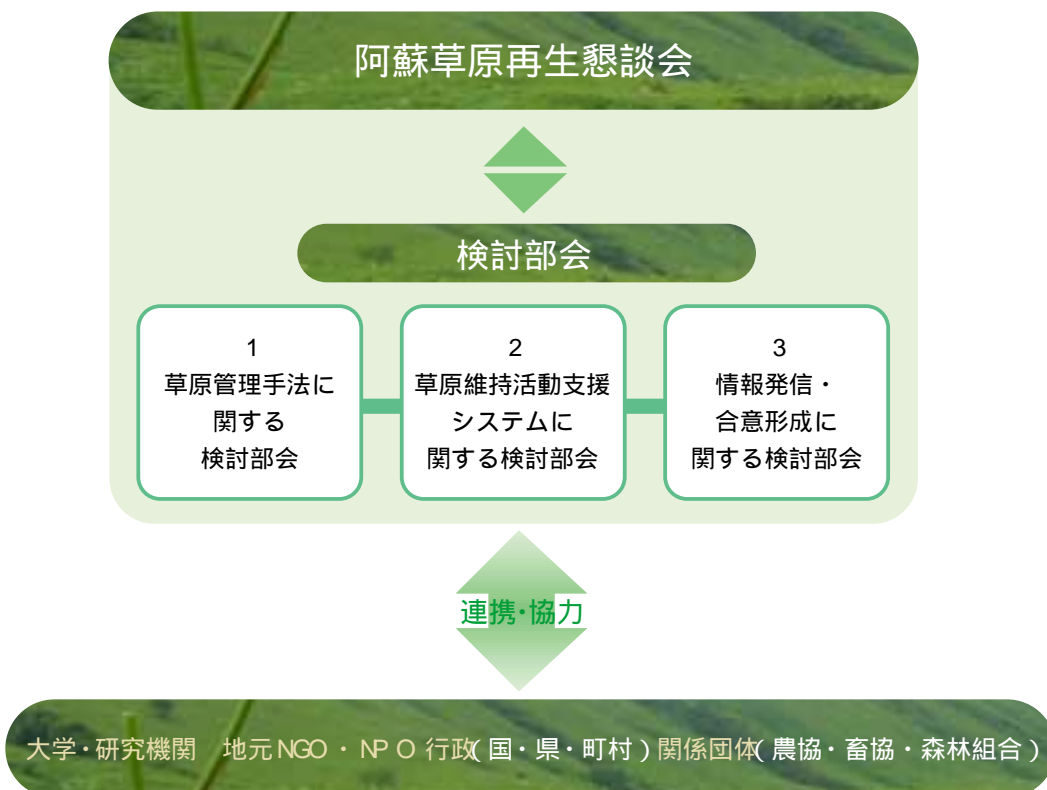 阿蘇草原再生懇談会
検討部会
1
草原管理手法に
関する
検討部会
2
草原維持活動支援
システムに
関する検討部会
3
情報発信・
合意形成に
関する検討部会
連携・協力
大学・研究機関　地元NGO・NPO 行政(国・県・町村)関係団体(農協・畜協・森林組合)